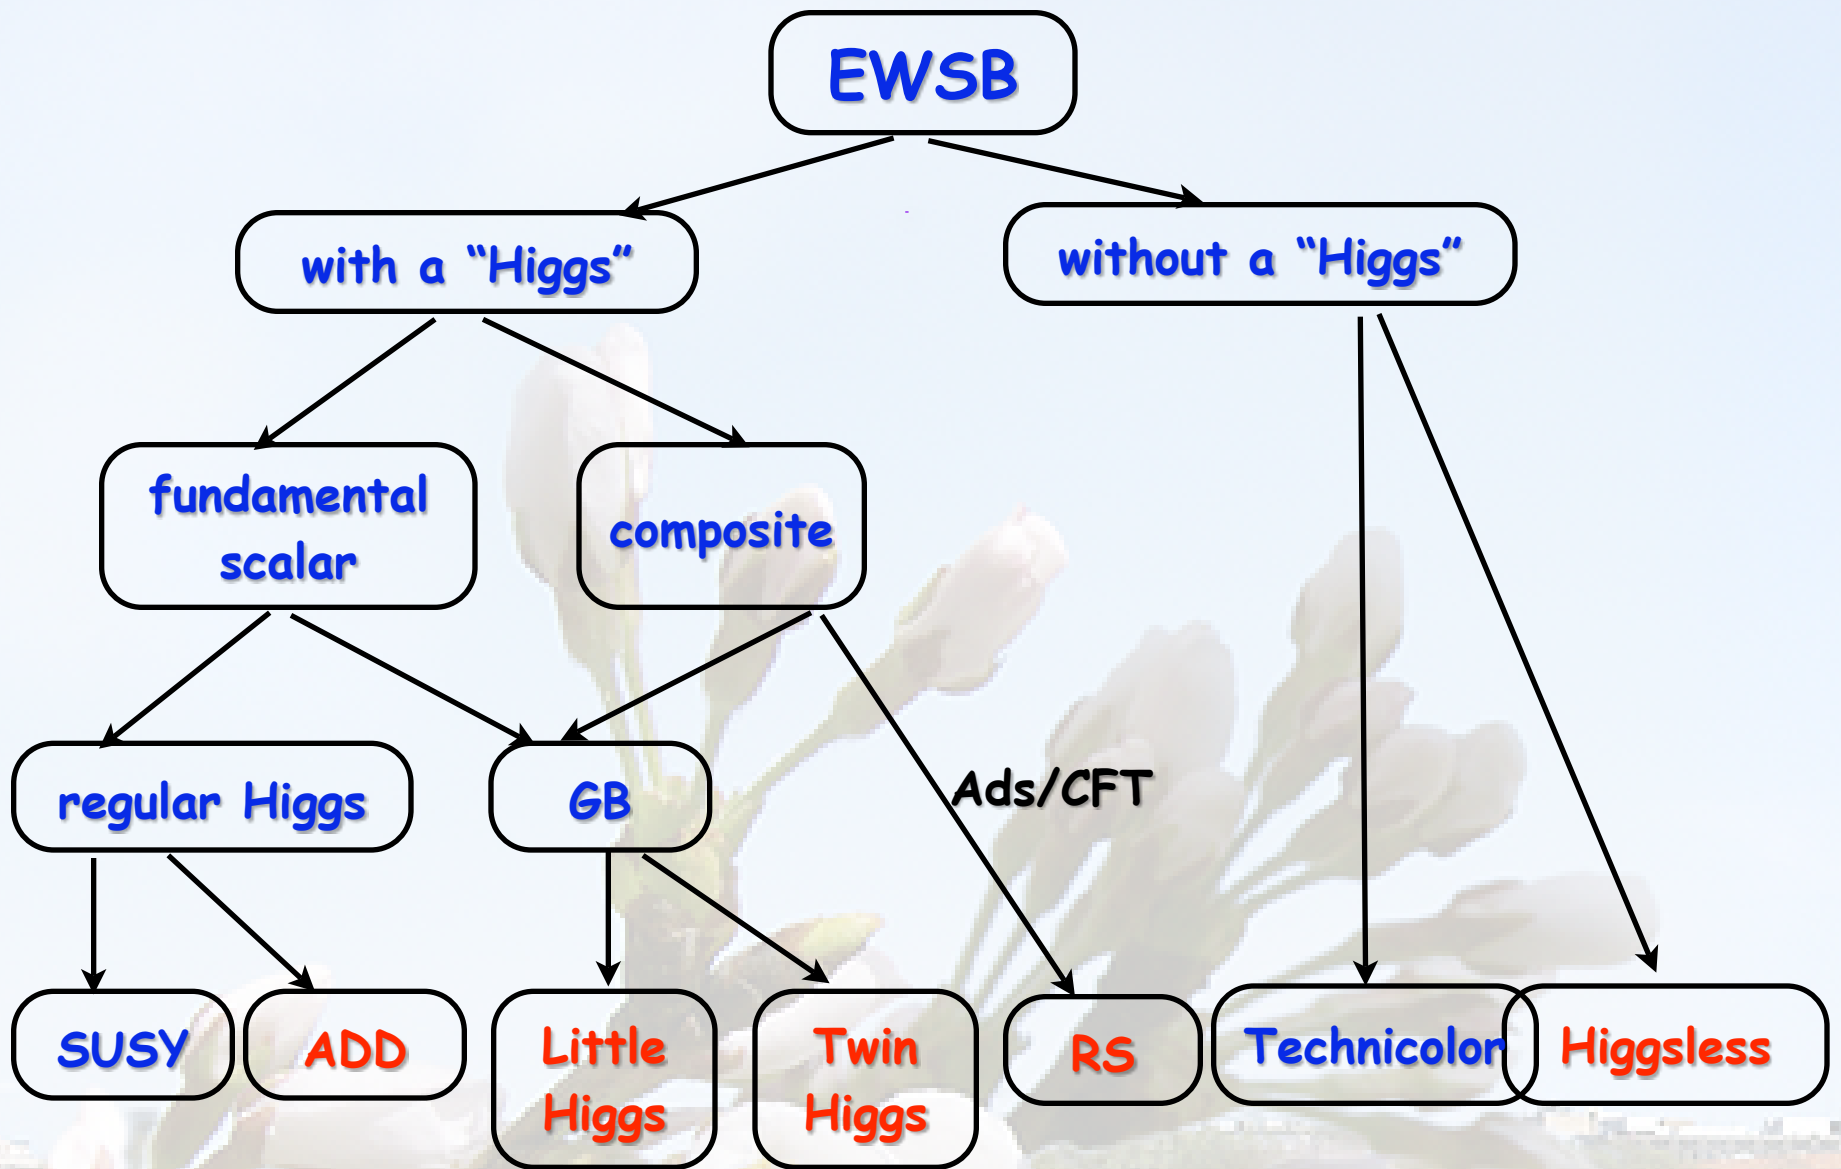 EWSB
with a “Higgs”
without a “Higgs”
fundamental
scalar
composite
regular Higgs
GB
Ads/CFT
SUSY
ADD
Little
Higgs
Twin
Higgs
RS
Technicolor
Higgsless